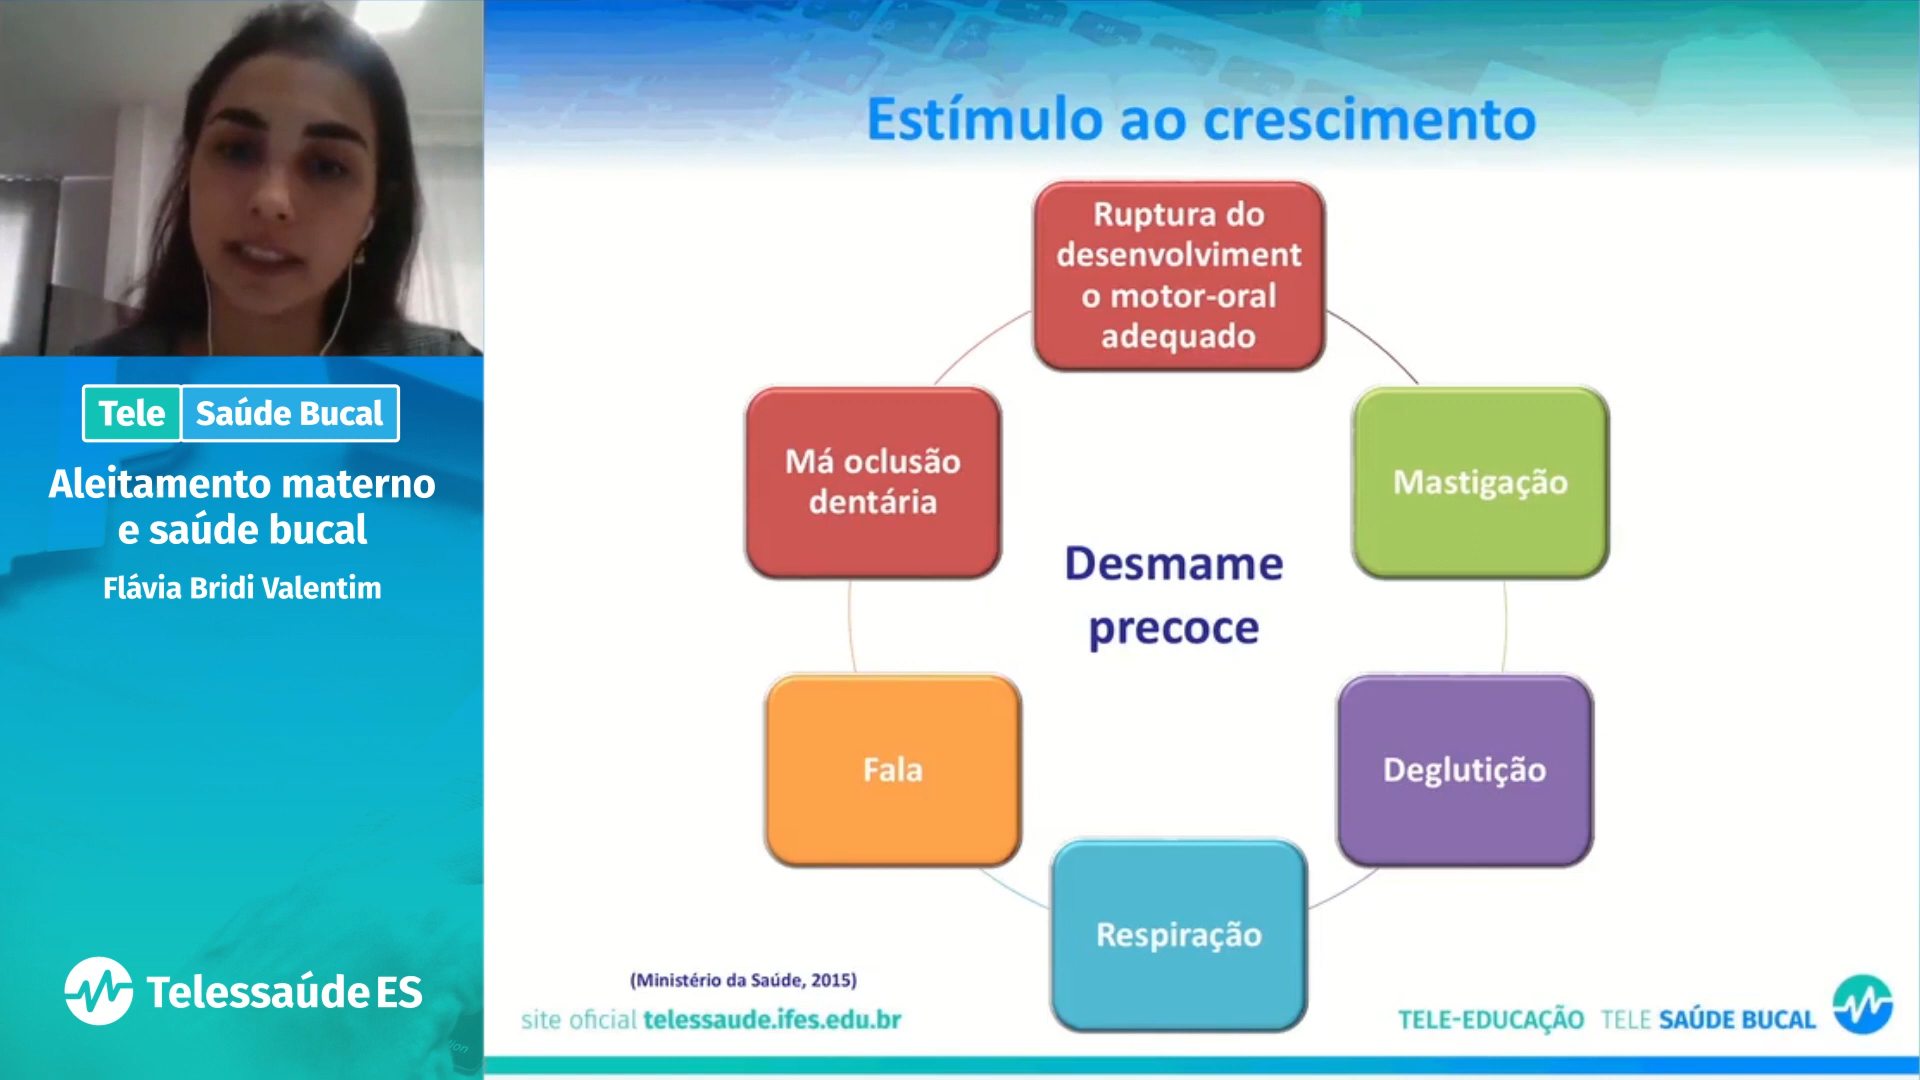 Tele Saúde Bucal
Aleitamento materno
e saúde bucal
Flávia Bridi Valentim
TelessaúdeES
Estímulo ao crescimento
Ruptura do
desenvolviment
o motor-oral
adequado
Má oclusão
dentária
Mastigação
Desmame
precoce
Fala
Deglutição
Respiração
(Ministério da Saúde, 2015)
site oficial telessaude.ifes.edu.br
TELE-EDUCAÇÃO TELE SAÚDE BUCAL